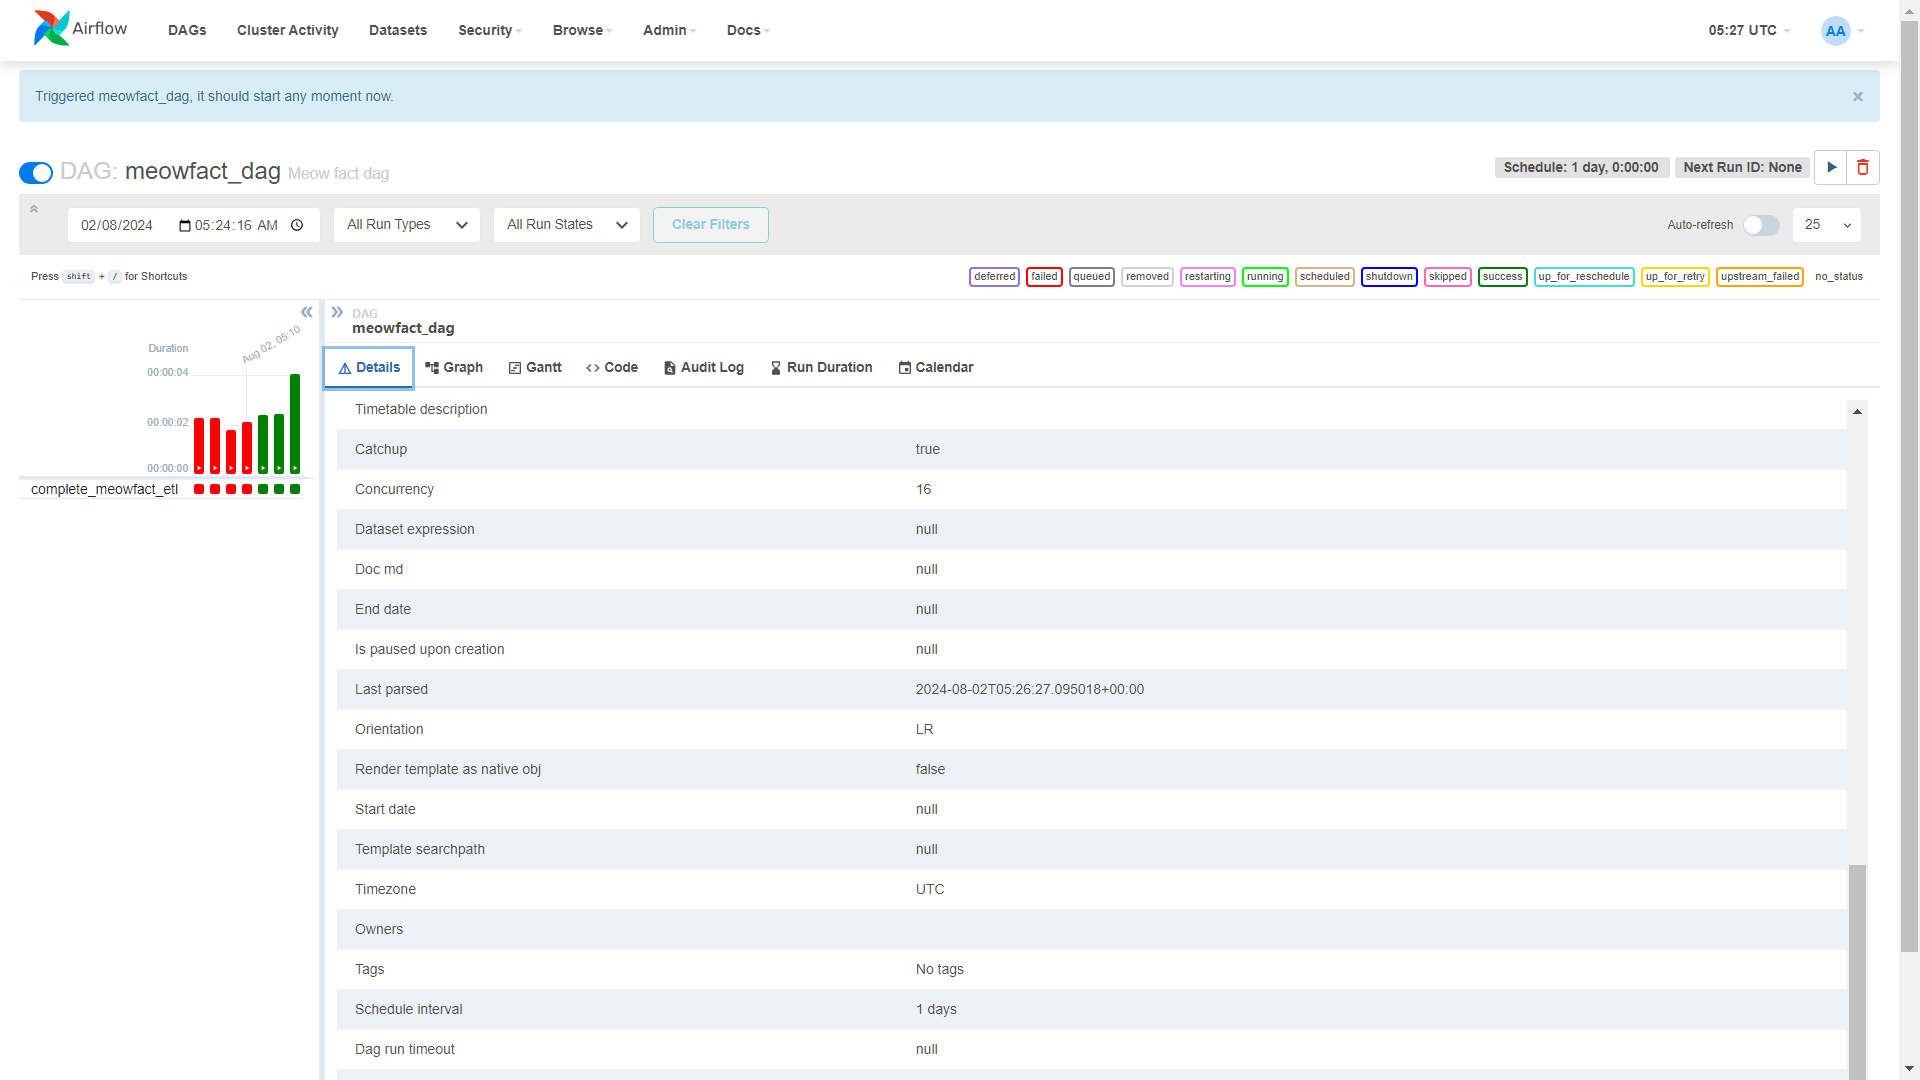 Airflow DAGs Cluster Activity Datasets Security Browse Admin Docs 05:27 UTC AA
Triggered meowfact_dag, it should start any moment now. ×
DAG: meowfact_dag Meow fact dag Schedule: 1 day, 0:00:00 Next Run ID: None
02/08/2024 05:24:16 AM All Run Types All Run States Clear Filters Auto-refresh 25
Press shift + / for Shortcuts deferred failed queued removed restarting running scheduled shutdown skipped success up_for_reschedule up_for_retry upstream_failed no_status
DAG
meowfact_dag
Duration
Aug 02, 05:10
00:00:04
00:00:02
00:00:00
complete_meowfact_etl
Details Graph Gantt Code Audit Log Run Duration Calendar
Timetable description
Catchup true
Concurrency 16
Dataset expression null
Doc md null
End date null
Is paused upon creation null
Last parsed 2024-08-02T05:26:27.095018+00:00
Orientation LR
Render template as native obj false
Start date null
Template searchpath null
Timezone UTC
Owners
Tags No tags
Schedule interval 1 days
Dag run timeout null